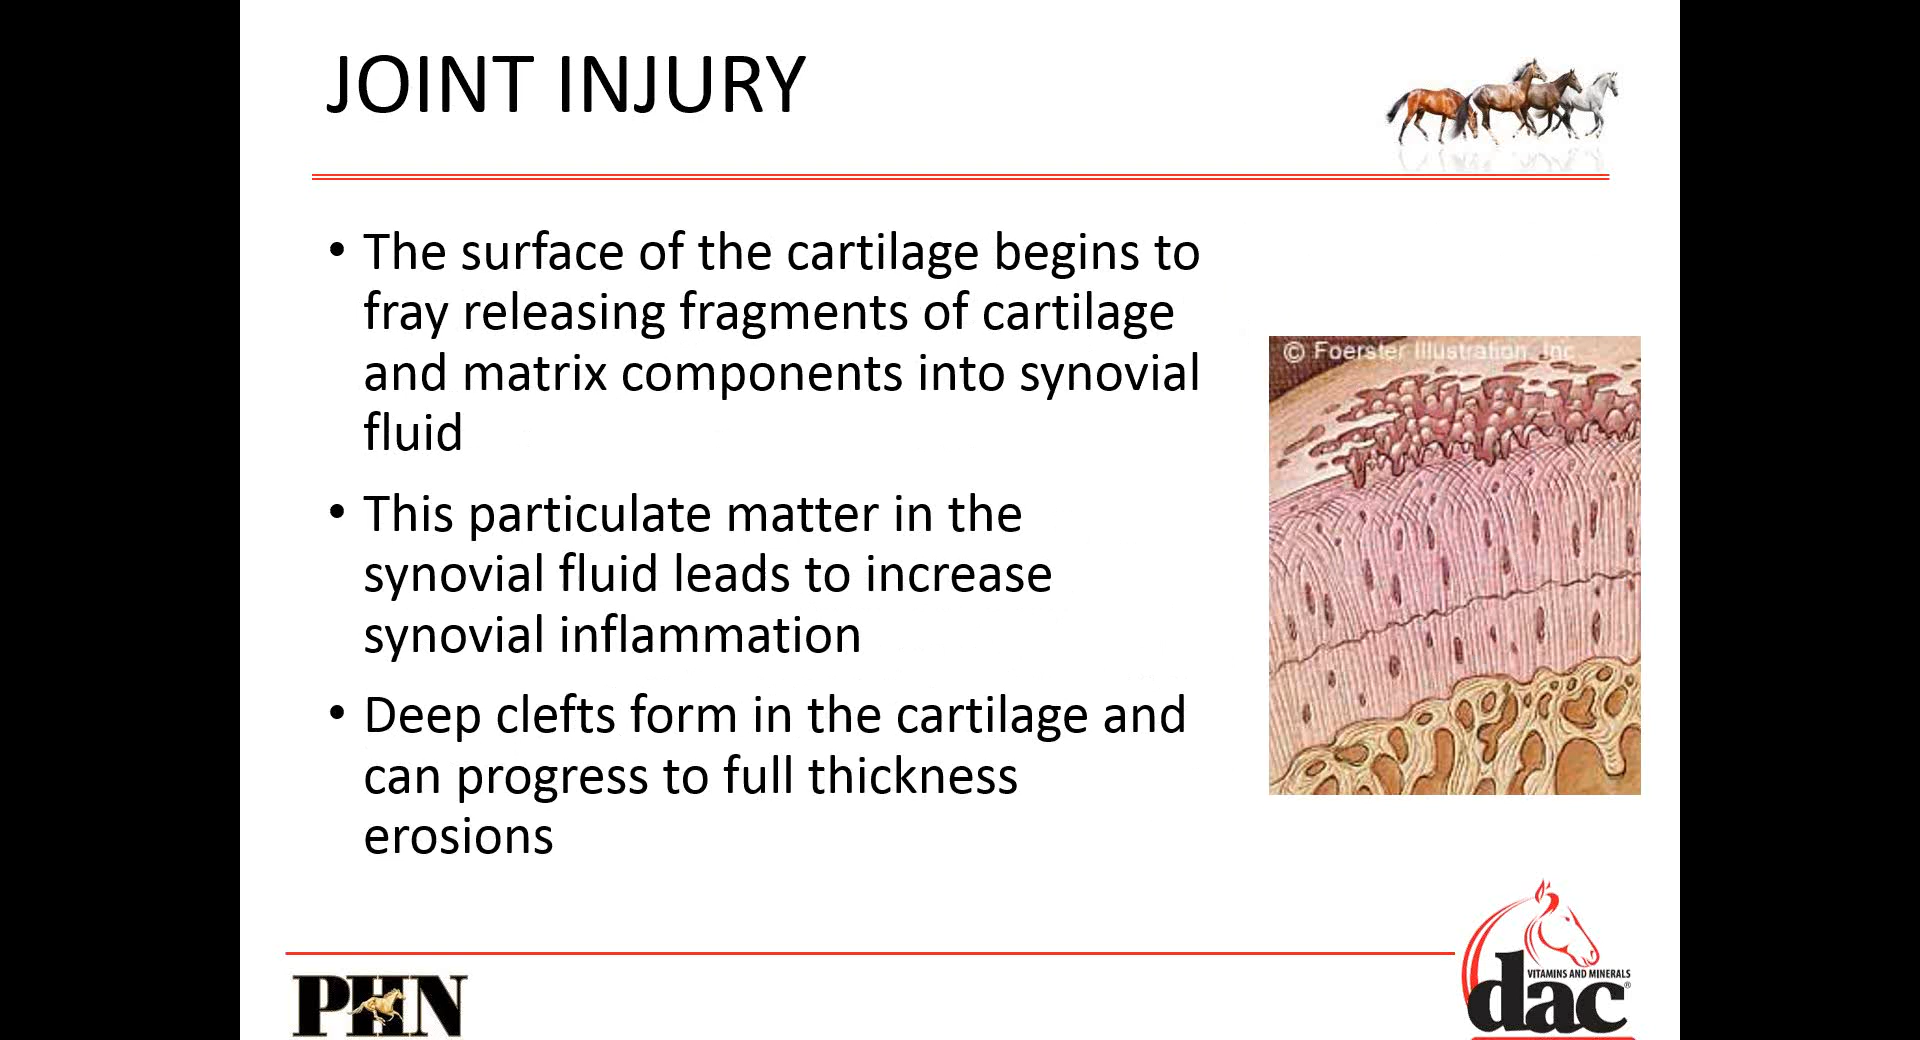 JOINT INJURY
• The surface of the cartilage begins to
fray releasing fragments of cartilage
and matrix components into synovial
fluid
• This particulate matter in the
synovial fluid leads to increase
synovial inflammation
• Deep clefts form in the cartilage and
can progress to full thickness
erosions
© Foerster Illustration, Inc
PHN
VITAMINS AND MINERALS
dac®